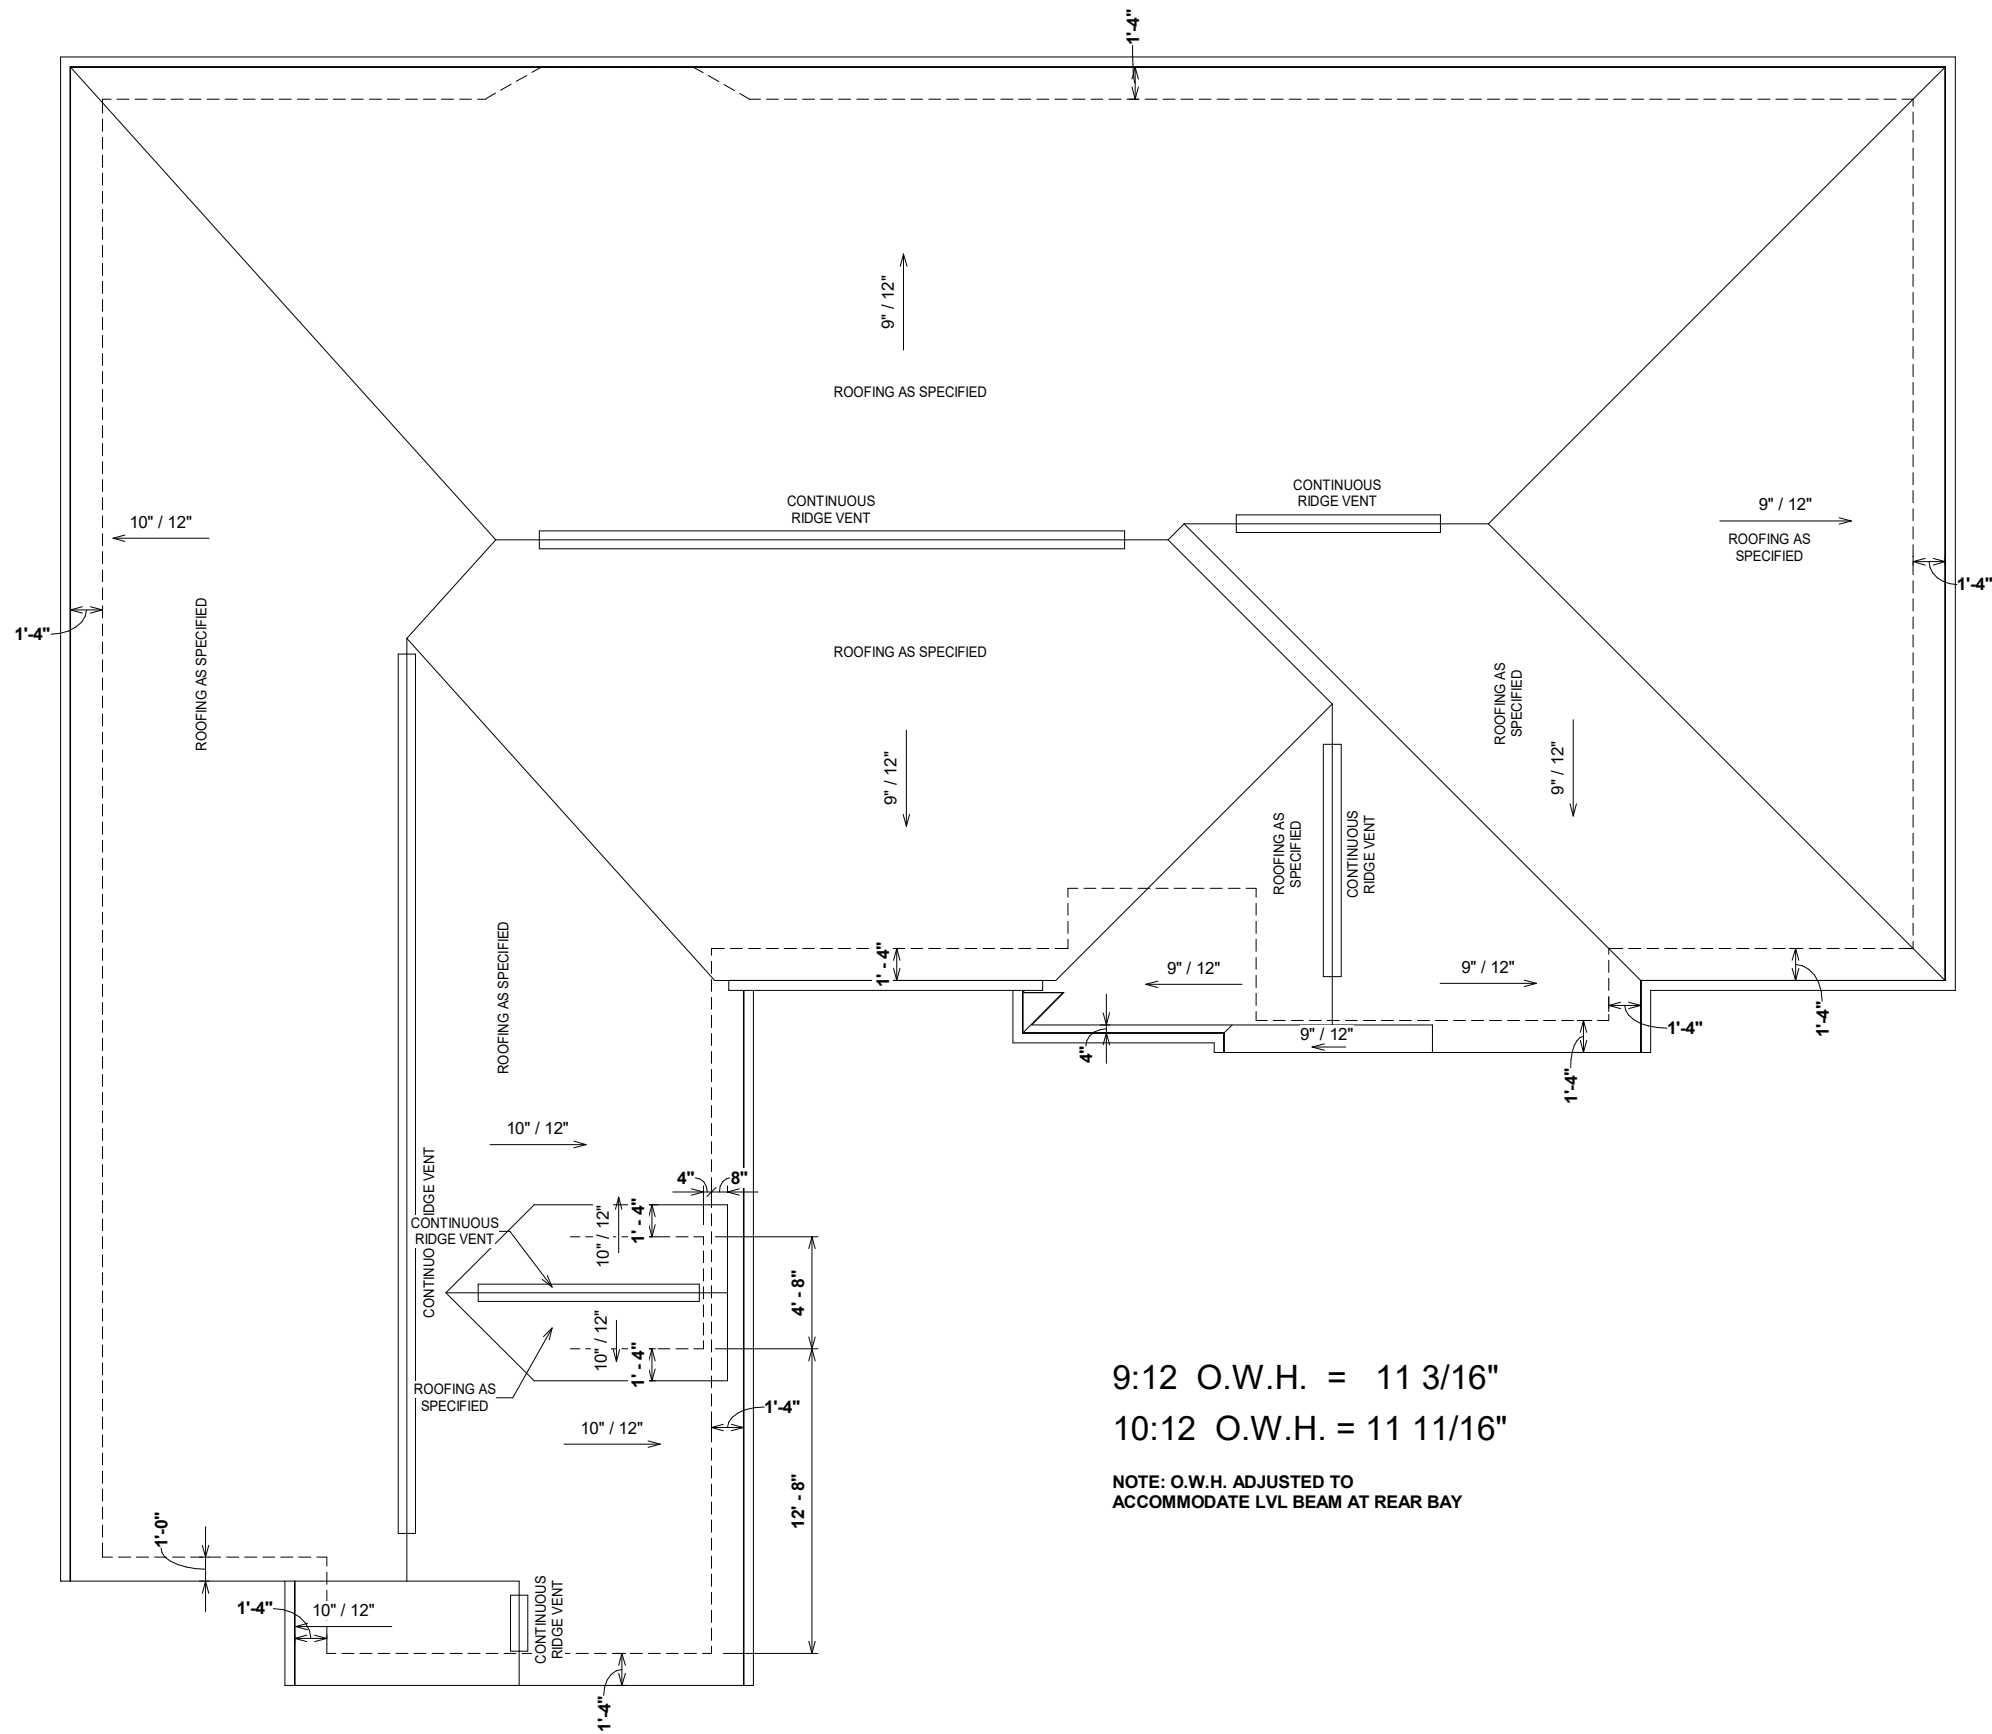 1'-4"
9" / 12"
ROOFING AS SPECIFIED
CONTINUOUS
RIDGE VENT
CONTINUOUS
RIDGE VENT
10" / 12"
9" / 12"
ROOFING AS
SPECIFIED
1'-4"
1'-4"
ROOFING AS SPECIFIED
ROOFING AS SPECIFIED
ROOFING AS
SPECIFIED
9" / 12"
9" / 12"
ROOFING AS
SPECIFIED
CONTINUOUS
RIDGE VENT
ROOFING AS SPECIFIED
1' - 4"
9" / 12"
9" / 12"
1'-4"
1'-4"
4"
9" / 12"
1'-4"
10" / 12"
4"
8"
CONTINUO
IDGE VENT
CONTINUOUS
RIDGE VENT
10" / 12"
1' - 4"
4' - 8"
10" / 12"
1' - 4"
ROOFING AS
SPECIFIED
1'-4"
10" / 12"
12' - 8"
9:12 O.W.H. = 11 3/16"
10:12 O.W.H. = 11 11/16"
NOTE: O.W.H. ADJUSTED TO
ACCOMMODATE LVL BEAM AT REAR BAY
1'-0"
1'-4"
10" / 12"
CONTINUOUS
RIDGE VENT
1'-4"